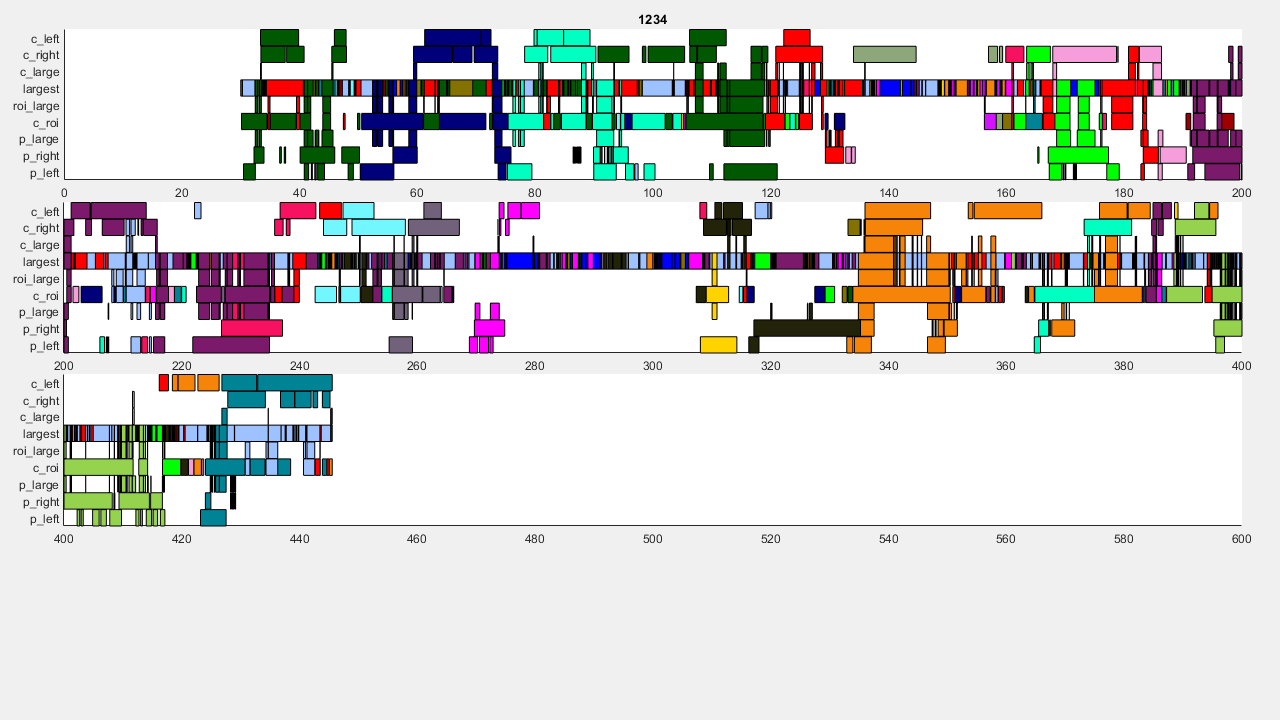 1234
c_left
c_right
c_large
largest
roi_large
c_roi
p_large
p_right
p_left
0 20 40 60 80 100 120 140 160 180 200
c_left
c_right
c_large
largest
roi_large
c_roi
p_large
p_right
p_left
200 220 240 260 280 300 320 340 360 380 400
c_left
c_right
c_large
largest
roi_large
c_roi
p_large
p_right
p_left
400 420 440 460 480 500 520 540 560 580 600